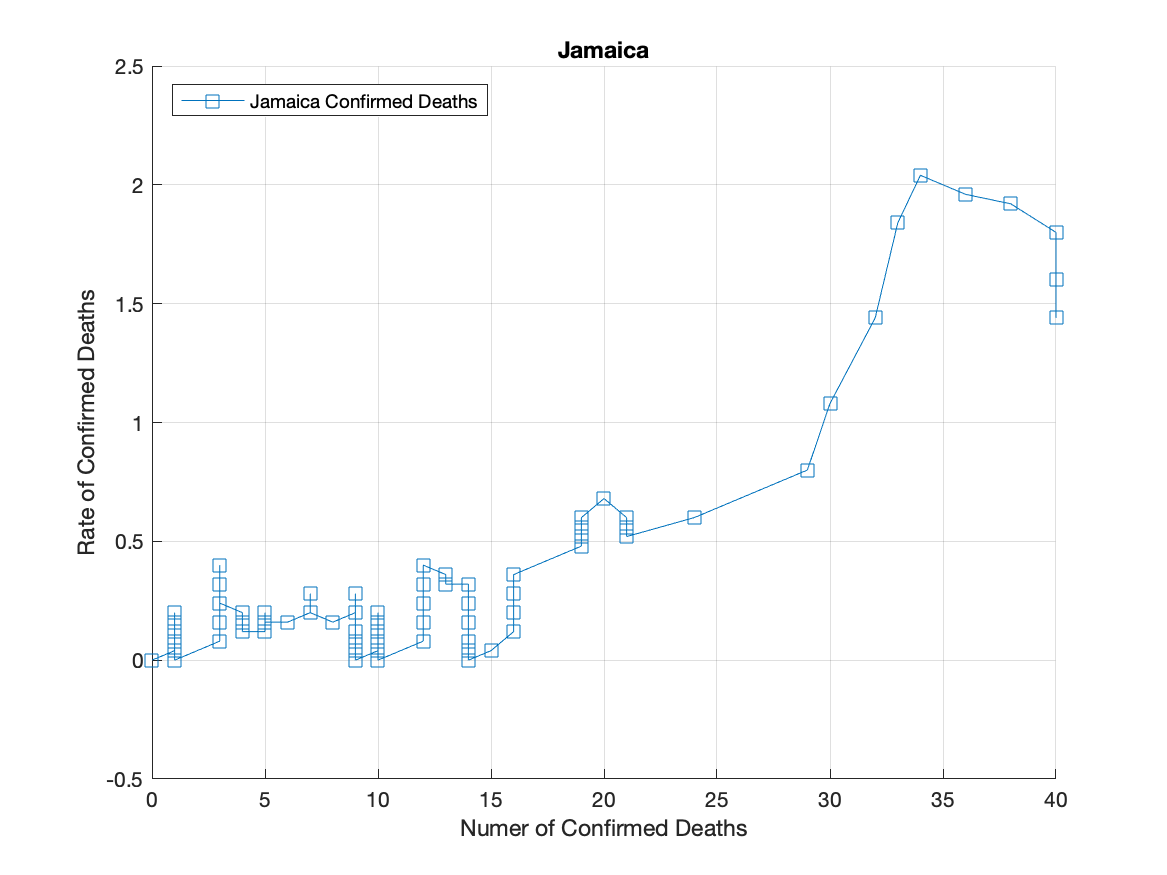 Jamaica
Jamaica Confirmed Deaths
2.5
2
1.5
1
0.5
0
-0.5
Rate of Confirmed Deaths
0 5 10 15 20 25 30 35 40
Numer of Confirmed Deaths